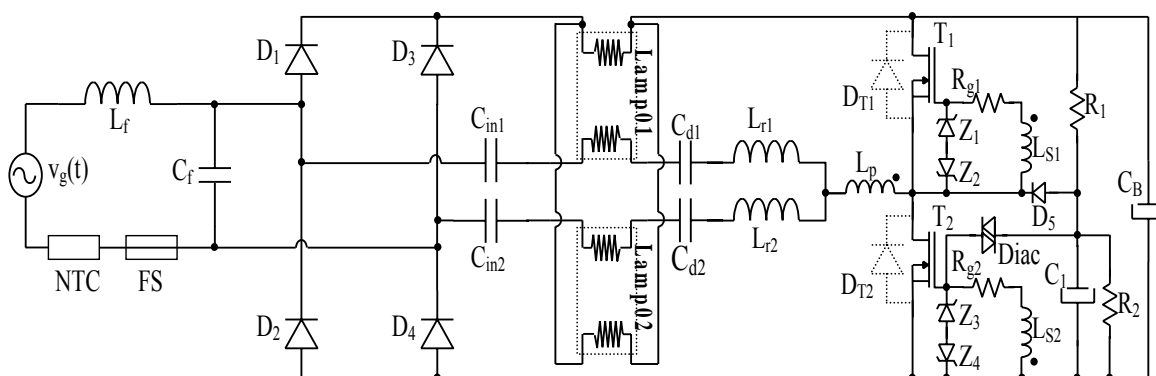 D1
D3
Lf
Cf
vg(t)
NTC
FS
D2
D4
Cin1
Cin2
Lamp01
Lamp02
Cd1
Cd2
Lr1
Lr2
Lp
T1
DT1
Rg1
Z1
Z2
LS1
D5
R1
CB
T2
DT2
Rg2
Diac
Z3
Z4
LS2
C1
R2